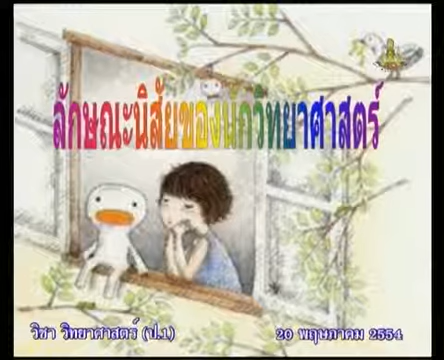 ลักษณะนิสัยของนักวิทยาศาสตร์
วิชา วิทยาศาสตร์ (ป.1)
20 พฤษภาคม 2554